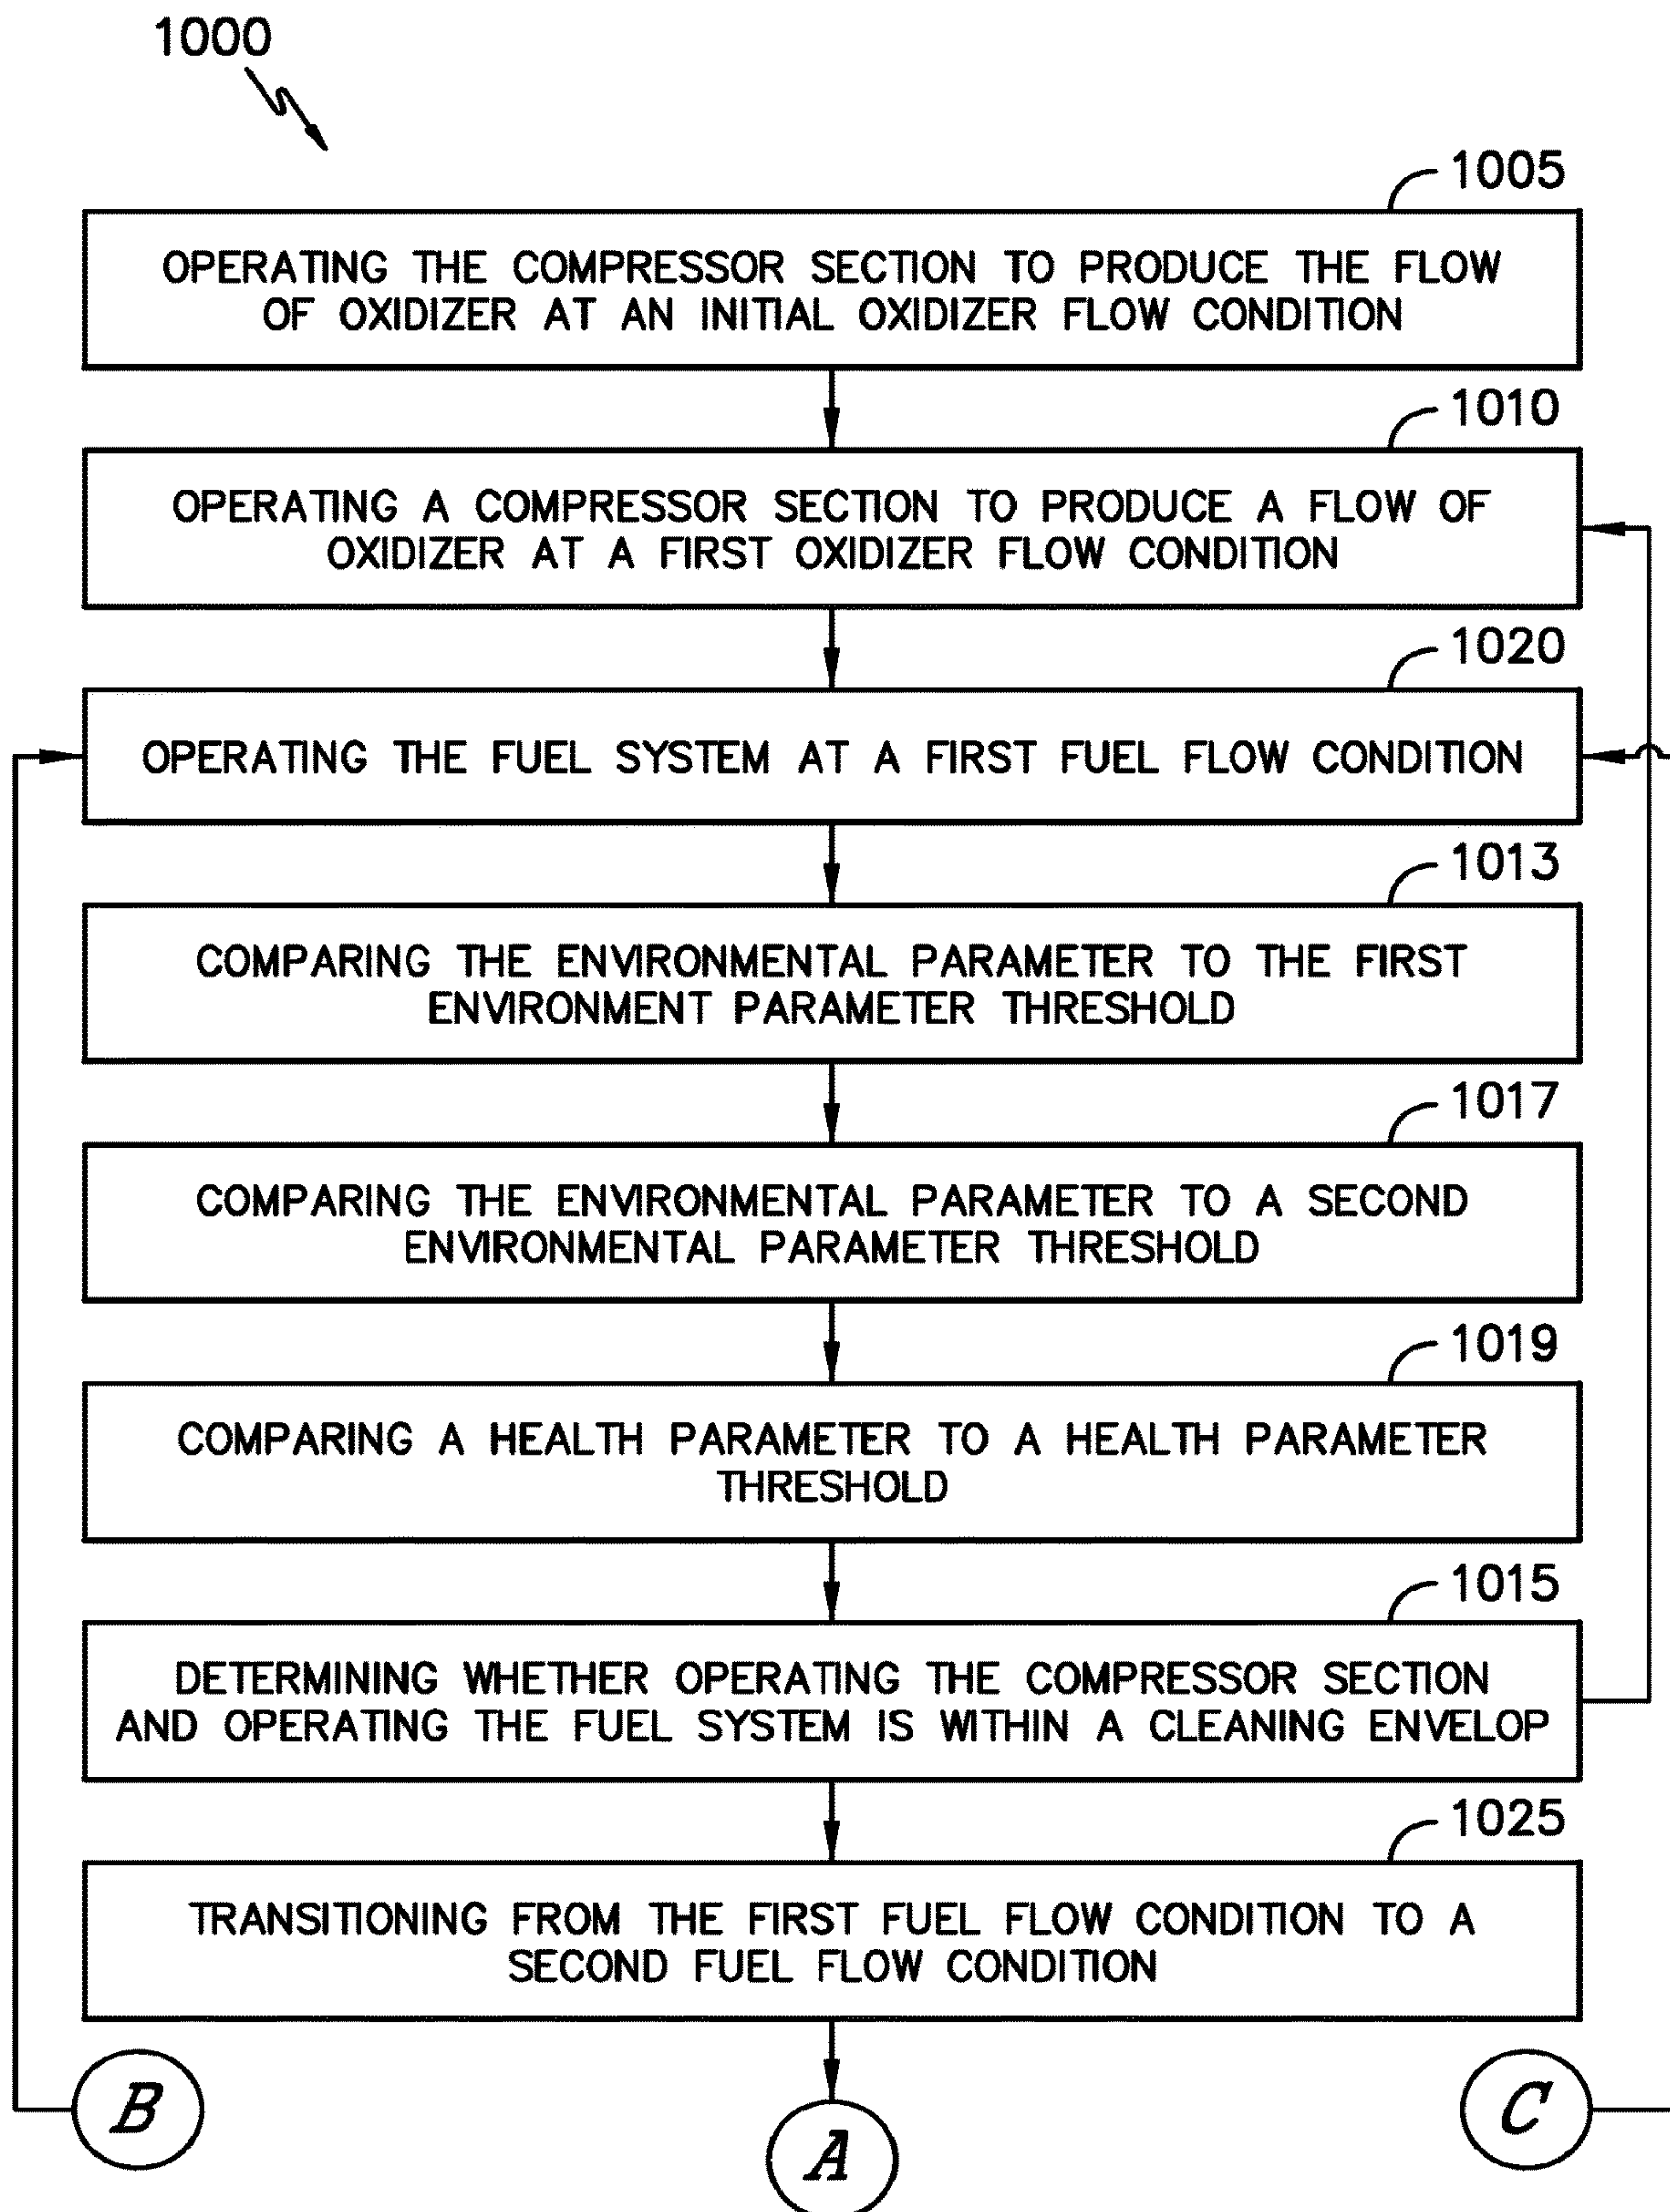 1000
1005
OPERATING THE COMPRESSOR SECTION TO PRODUCE THE FLOW
OF OXIDIZER AT AN INITIAL OXIDIZER FLOW CONDITION
1010
OPERATING A COMPRESSOR SECTION TO PRODUCE A FLOW OF
OXIDIZER AT A FIRST OXIDIZER FLOW CONDITION
1020
OPERATING THE FUEL SYSTEM AT A FIRST FUEL FLOW CONDITION
1013
COMPARING THE ENVIRONMENTAL PARAMETER TO THE FIRST
ENVIRONMENT PARAMETER THRESHOLD
1017
COMPARING THE ENVIRONMENTAL PARAMETER TO A SECOND
ENVIRONMENTAL PARAMETER THRESHOLD
1019
COMPARING A HEALTH PARAMETER TO A HEALTH PARAMETER
THRESHOLD
1015
DETERMINING WHETHER OPERATING THE COMPRESSOR SECTION
AND OPERATING THE FUEL SYSTEM IS WITHIN A CLEANING ENVELOP
1025
TRANSITIONING FROM THE FIRST FUEL FLOW CONDITION TO A
SECOND FUEL FLOW CONDITION
B
A
C